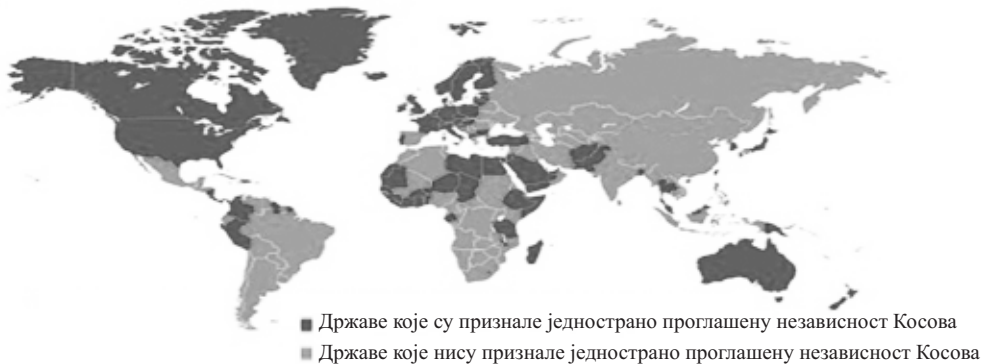 Државе које су признале једнострано проглашену независност Косова
Државе које нису признале једнострано проглашену независност Косова